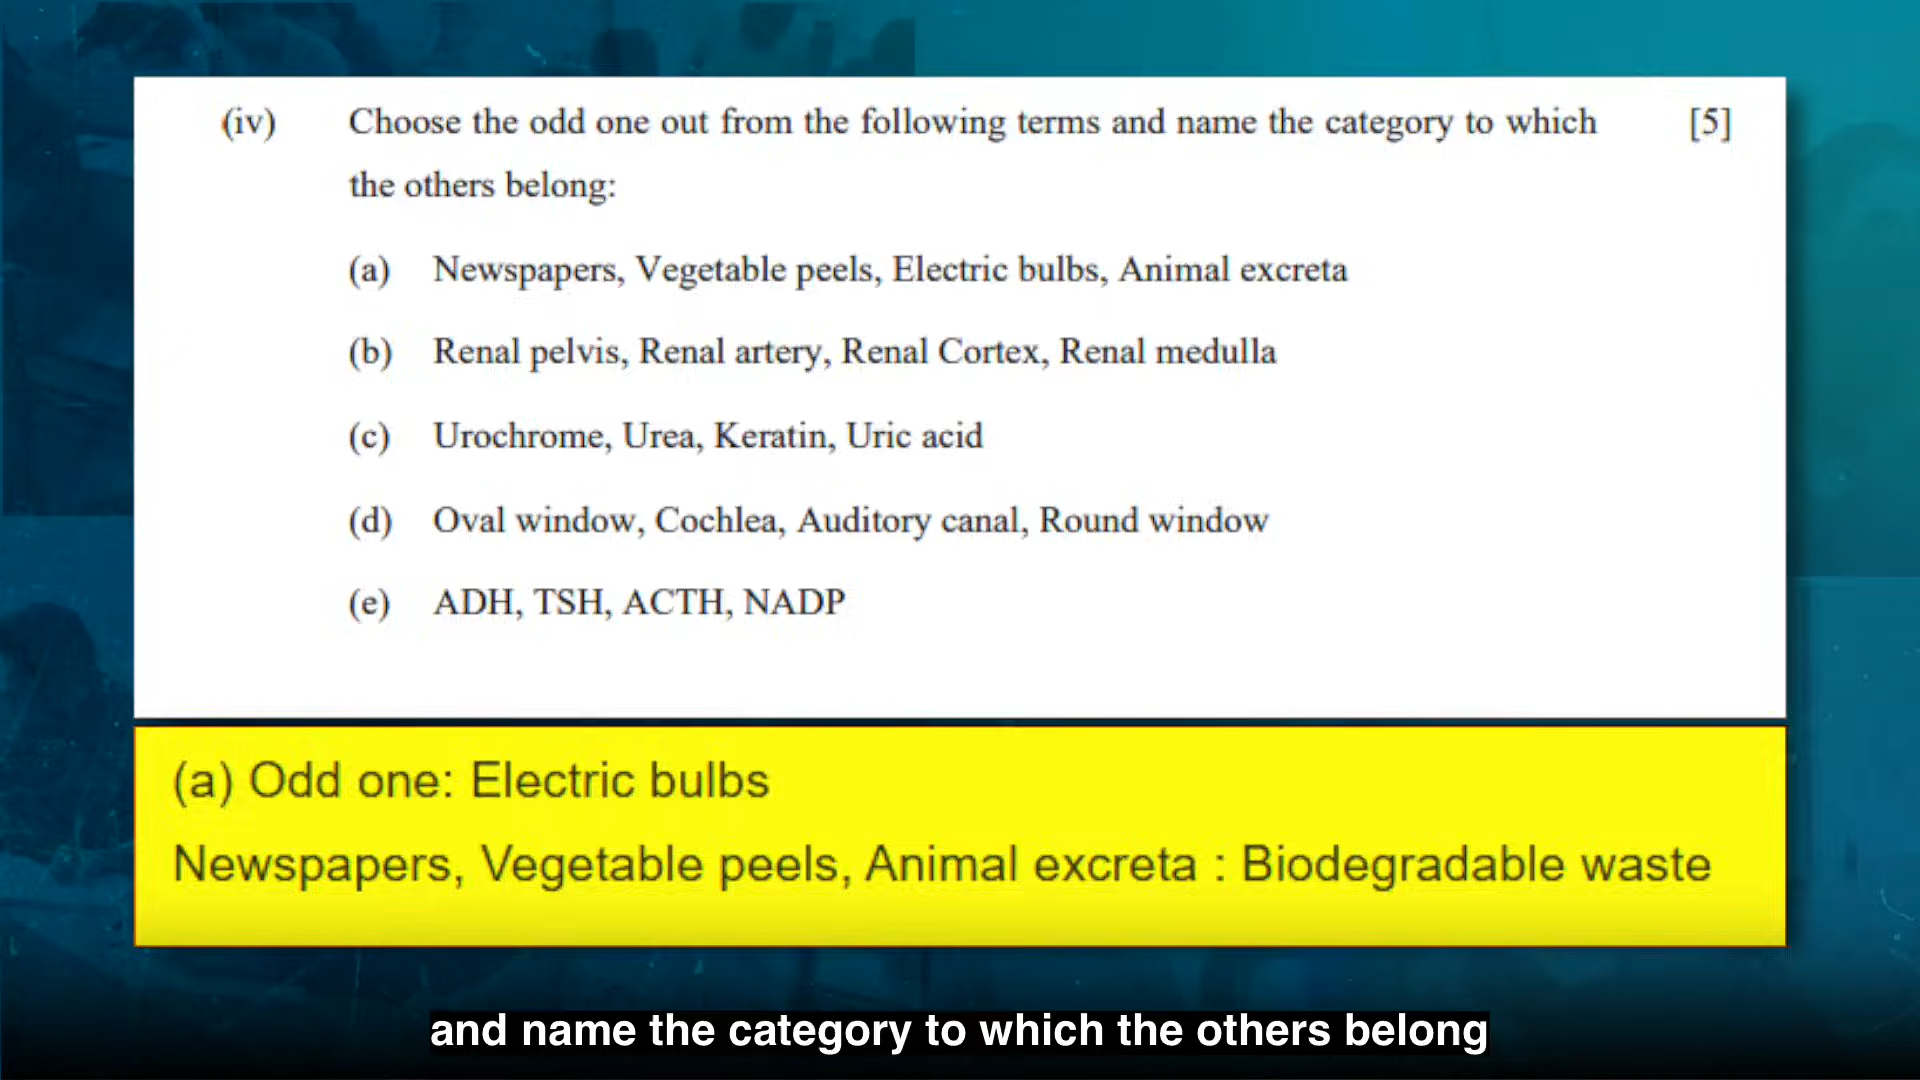 (iv) Choose the odd one out from the following terms and name the category to which [5]
the others belong:
(a) Newspapers, Vegetable peels, Electric bulbs, Animal excreta
(b) Renal pelvis, Renal artery, Renal Cortex, Renal medulla
(c) Urochrome, Urea, Keratin, Uric acid
(d) Oval window, Cochlea, Auditory canal, Round window
(e) ADH, TSH, ACTH, NADP
(a) Odd one: Electric bulbs
Newspapers, Vegetable peels, Animal excreta : Biodegradable waste
and name the category to which the others belong